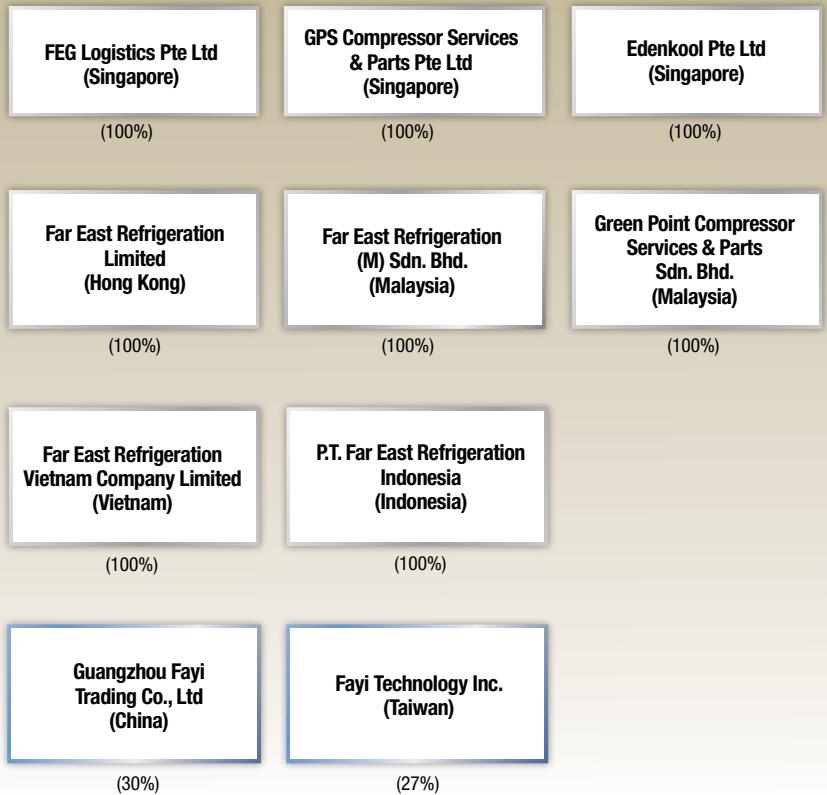 FEG Logistics Pte Ltd
(Singapore)
(100%)
GPS Compressor Services
& Parts Pte Ltd
(Singapore)
(100%)
Edenkool Pte Ltd
(Singapore)
(100%)
Far East Refrigeration
Limited
(Hong Kong)
(100%)
Far East Refrigeration
(M) Sdn. Bhd.
(Malaysia)
(100%)
Green Point Compressor
Services & Parts
Sdn. Bhd.
(Malaysia)
(100%)
Far East Refrigeration
Vietnam Company Limited
(Vietnam)
(100%)
P.T. Far East Refrigeration
Indonesia
(Indonesia)
(100%)
Guangzhou Fayi
Trading Co., Ltd
(China)
(30%)
Fayi Technology Inc.
(Taiwan)
(27%)